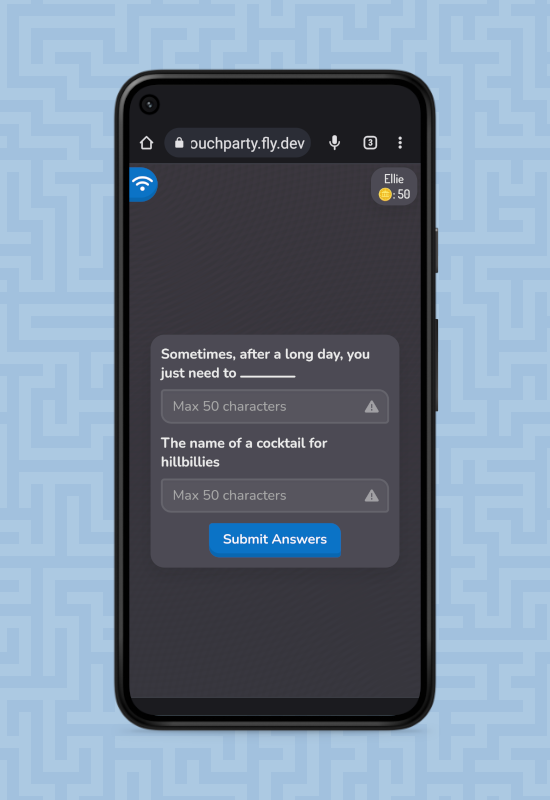 ouchparty.fly.dev
3
Ellie
: 50
Sometimes, after a long day, you
just need to ______
Max 50 characters
The name of a cocktail for
hillbillies
Max 50 characters
Submit Answers